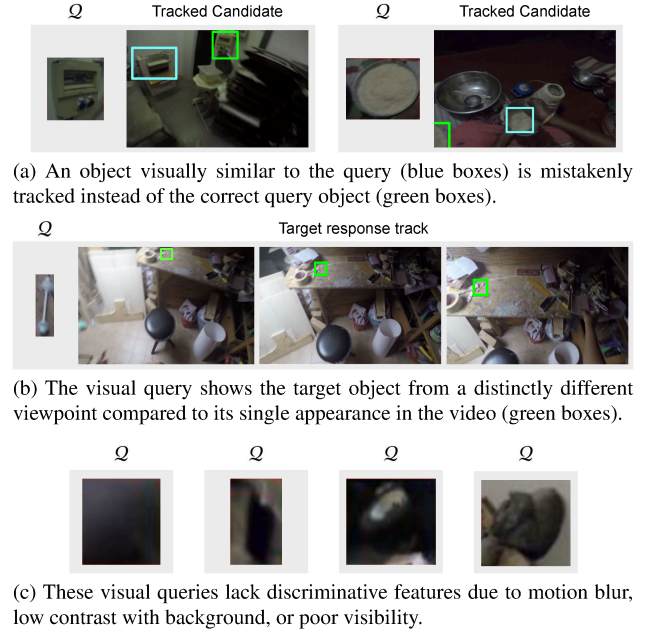 Q Tracked Candidate Q Tracked Candidate
(a) An object visually similar to the query (blue boxes) is mistakenly
tracked instead of the correct query object (green boxes).
Q Target response track
(b) The visual query shows the target object from a distinctly different
viewpoint compared to its single appearance in the video (green boxes).
Q Q Q Q
(c) These visual queries lack discriminative features due to motion blur,
low contrast with background, or poor visibility.